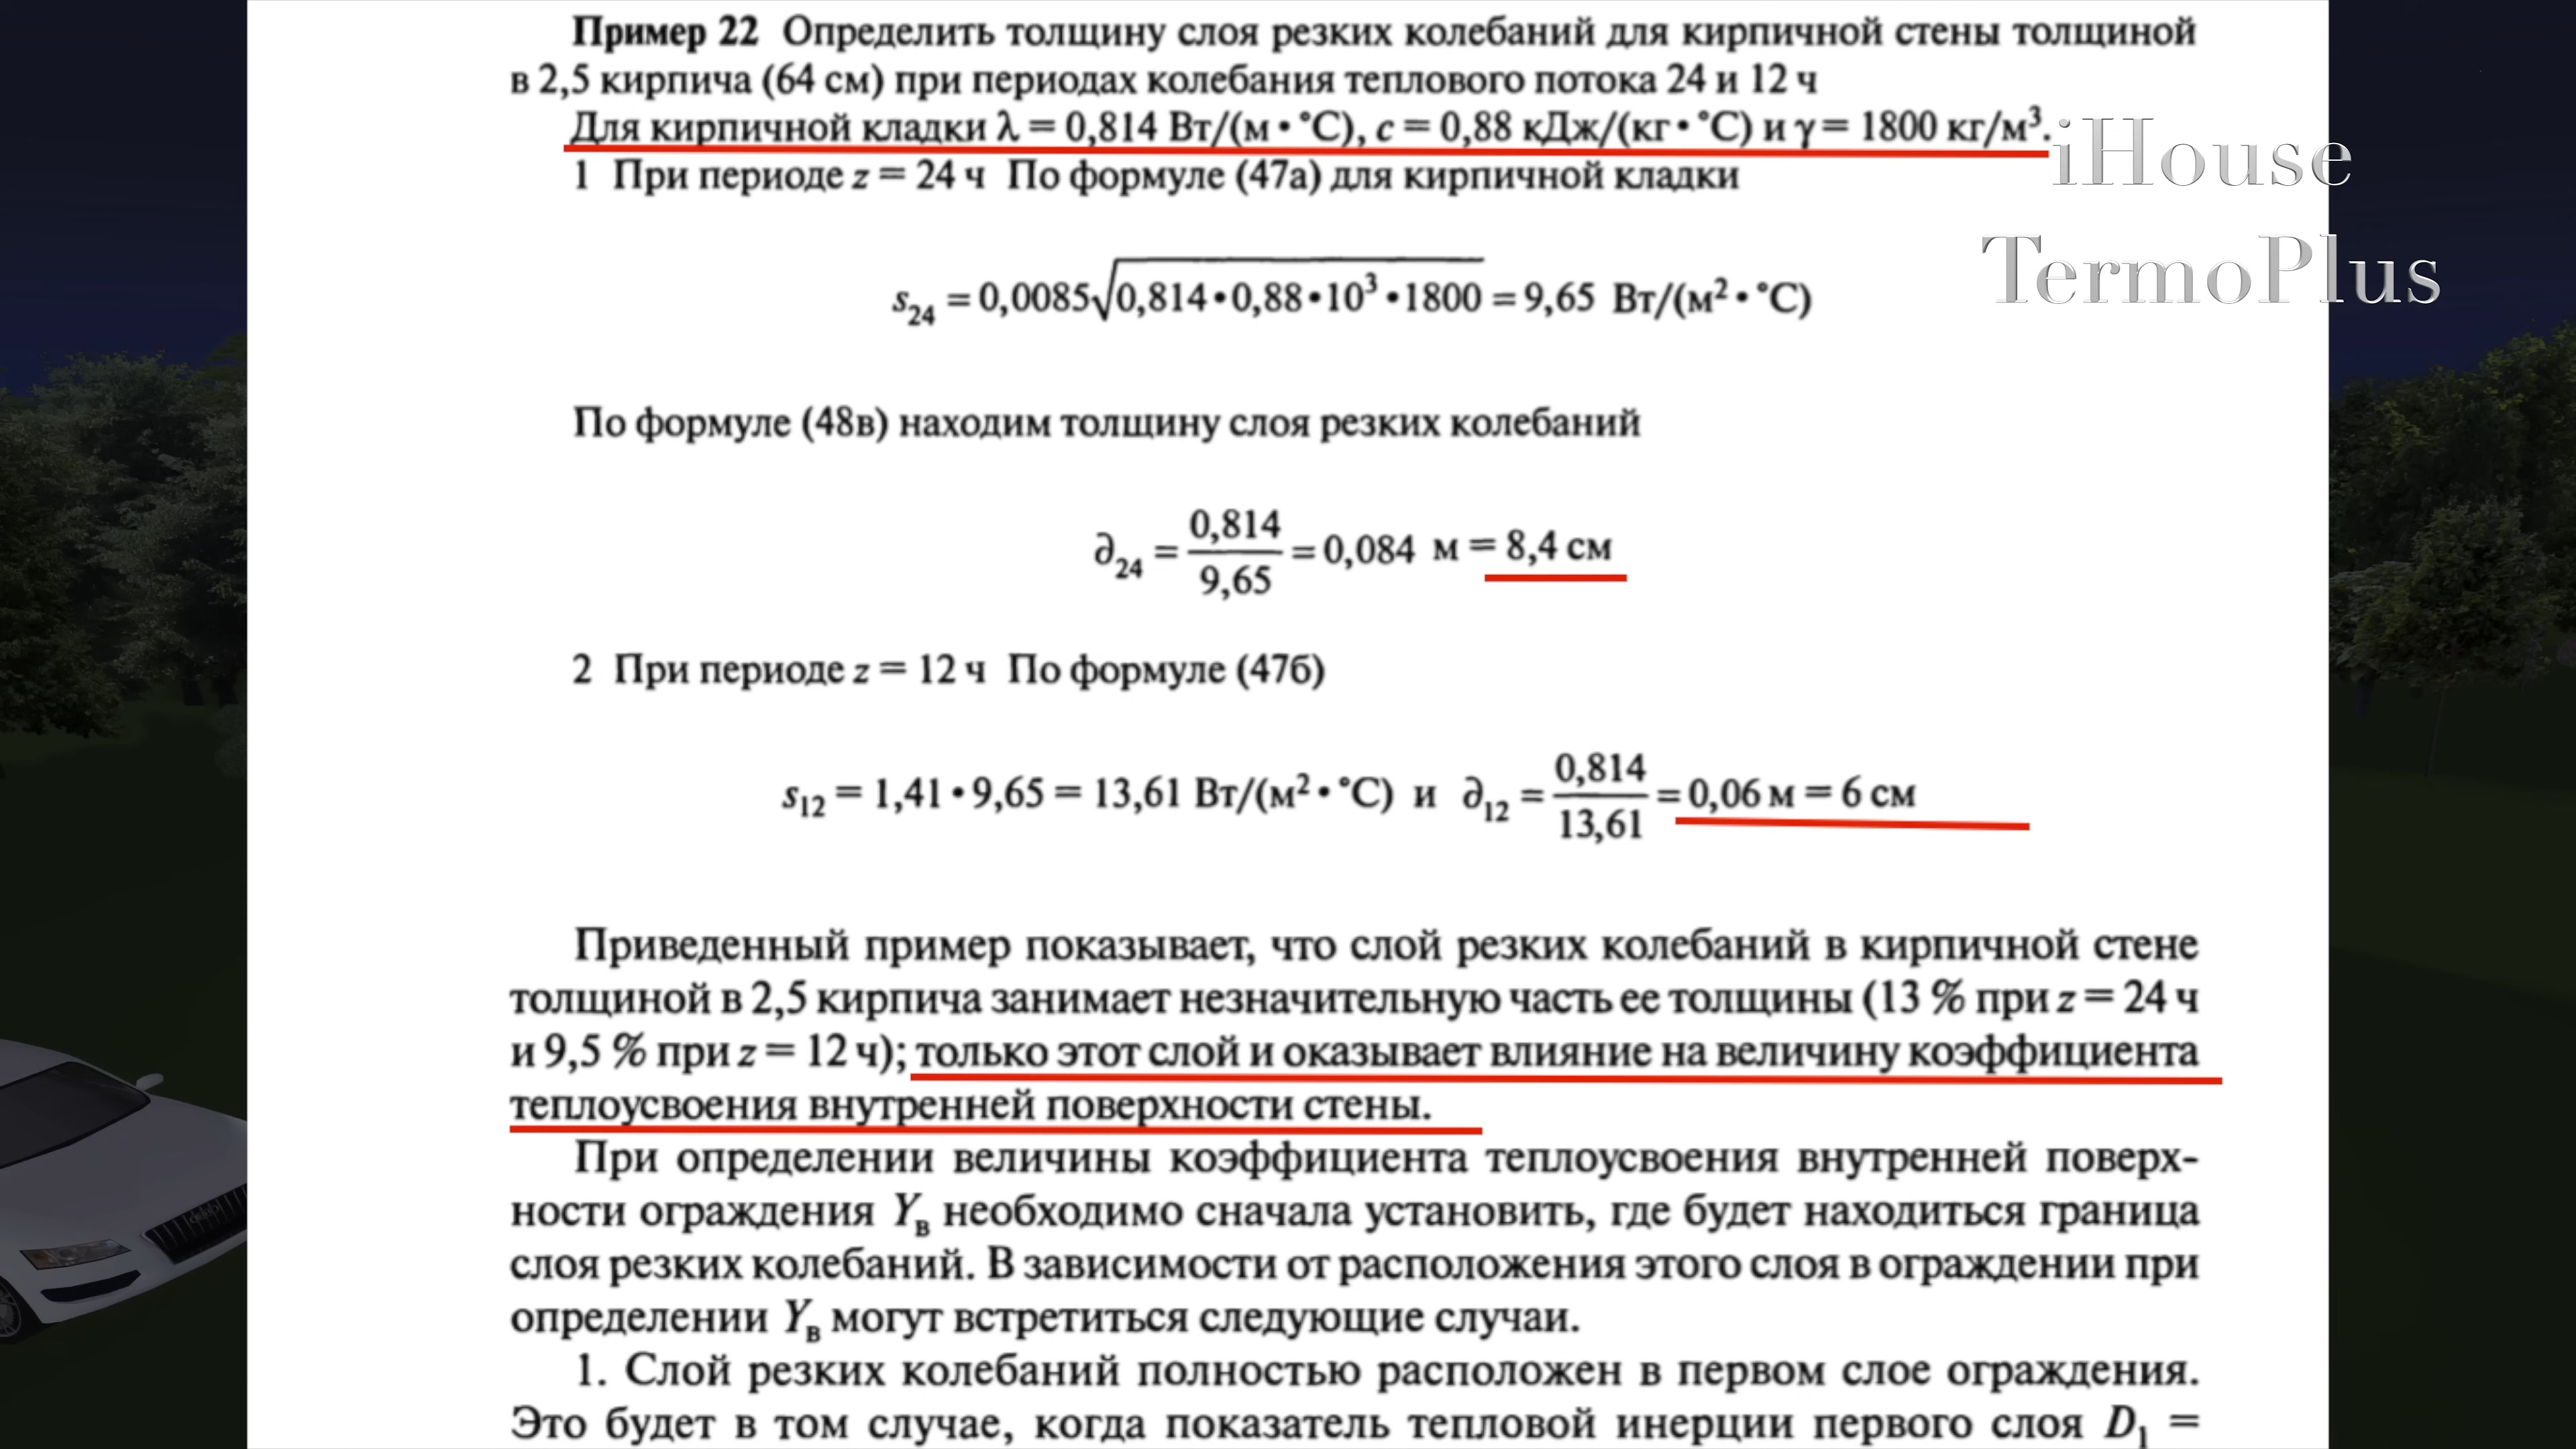 Пример 22 Определить толщину слоя резких колебаний для кирпичной стены толщиной
в 2,5 кирпича (64 см) при периодах колебания теплового потока 24 и 12 ч
Для кирпичной кладки λ = 0,814 Вт/(м • °С), с = 0,88 кДж/(кг • °С) и γ = 1800 кг/м³.
iHouse
TermoPlus
1 При периоде z = 24 ч По формуле (47а) для кирпичной кладки
s₂₄ = 0,0085√0,814 • 0,88 • 10³ • 1800 = 9,65 Вт/(м² • °С)
По формуле (48в) находим толщину слоя резких колебаний
∂₂₄ = 0,814/9,65 = 0,084 м = 8,4 см
2 При периоде z = 12 ч По формуле (47б)
s₁₂ = 1,41 • 9,65 = 13,61 Вт/(м² • °С) и ∂₁₂ = 0,814/13,61 = 0,06 м = 6 см
Приведенный пример показывает, что слой резких колебаний в кирпичной стене
толщиной в 2,5 кирпича занимает незначительную часть ее толщины (13 % при z = 24 ч
и 9,5 % при z = 12 ч); только этот слой и оказывает влияние на величину коэффициента
теплоусвоения внутренней поверхности стены.
При определении величины коэффициента теплоусвоения внутренней поверх-
ности ограждения Yв необходимо сначала установить, где будет находиться граница
слоя резких колебаний. В зависимости от расположения этого слоя в ограждении при
определении Yв могут встретиться следующие случаи.
1. Слой резких колебаний полностью расположен в первом слое ограждения.
Это будет в том случае, когда показатель тепловой инерции первого слоя D₁ =